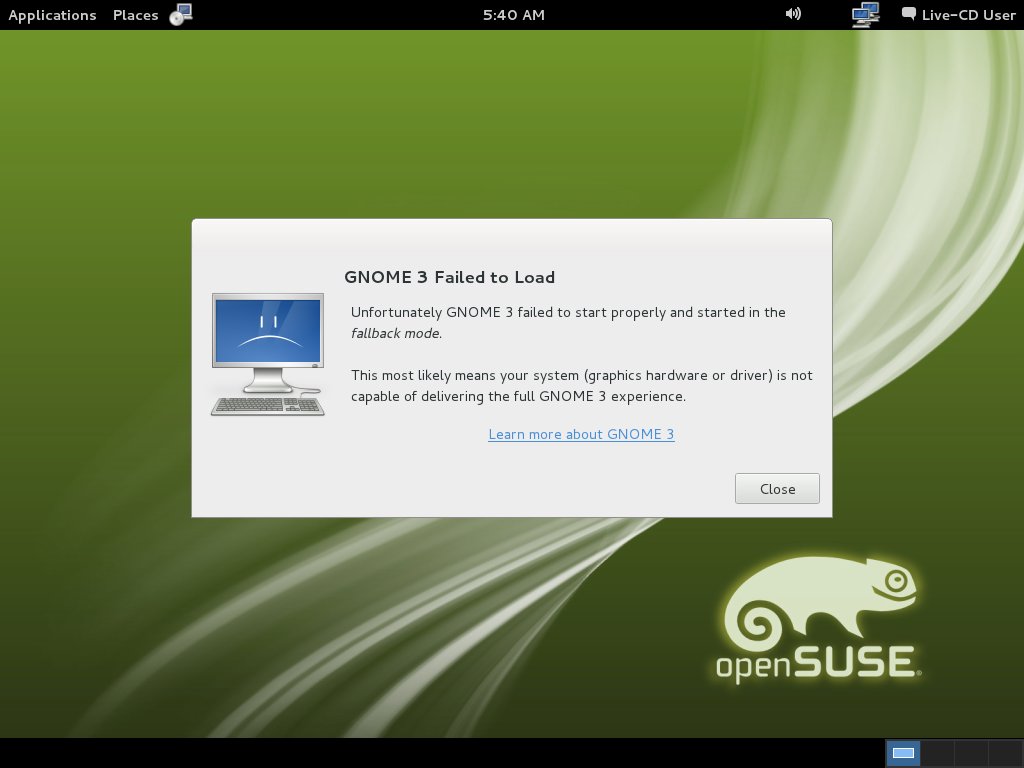 Applications Places 5:40 AM Live-CD User
GNOME 3 Failed to Load
Unfortunately GNOME 3 failed to start properly and started in the
fallback mode.
This most likely means your system (graphics hardware or driver) is not
capable of delivering the full GNOME 3 experience.
Learn more about GNOME 3
Close
openSUSE®